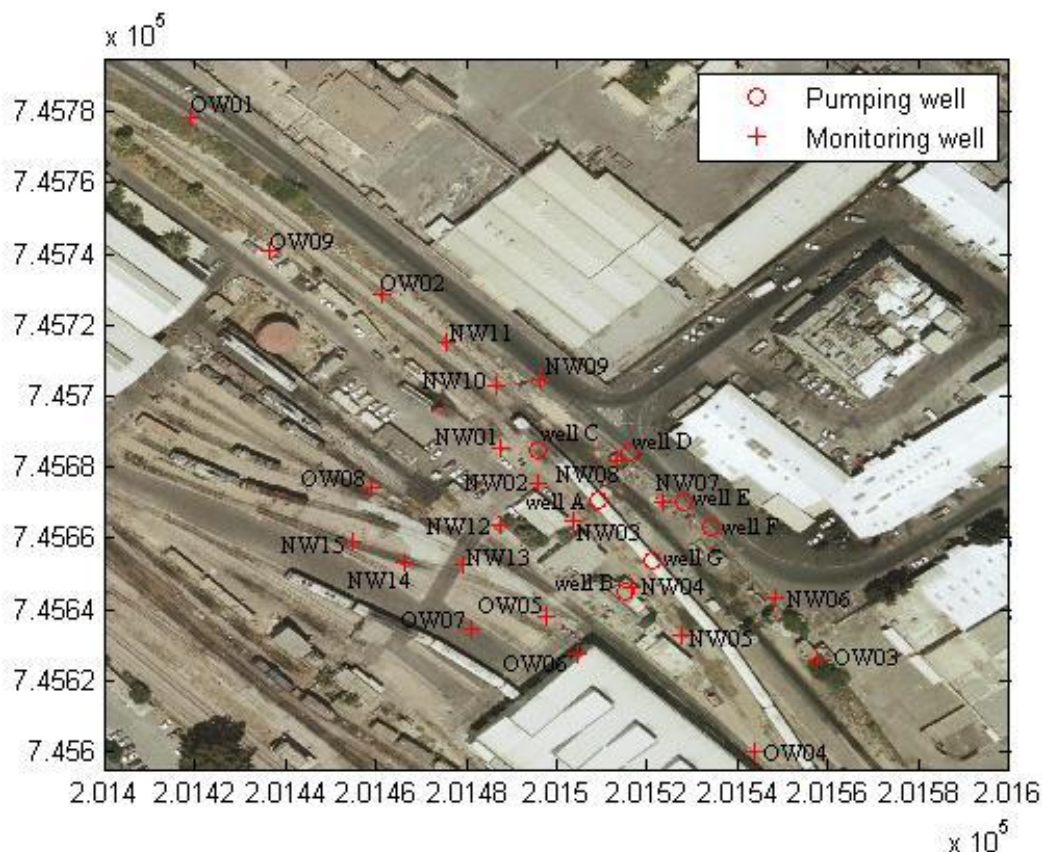 x 10⁵
7.4578
7.4576
7.4574
7.4572
7.457
7.4568
7.4566
7.4564
7.4562
7.456
Pumping well
Monitoring well
OW01
OW09
OW02
NW11
NW09
NW10
well C
NW01
well D
NW08
NW02
OW08
NW07
well A
well E
NW12
NW03
well F
NW15
NW13
well G
NW14
well B
NW04
OW05
NW06
OW07
NW05
OW06
OW03
OW04
2.014 2.0142 2.0144 2.0146 2.0148 2.015 2.0152 2.0154 2.0156 2.0158 2.016
x 10⁵